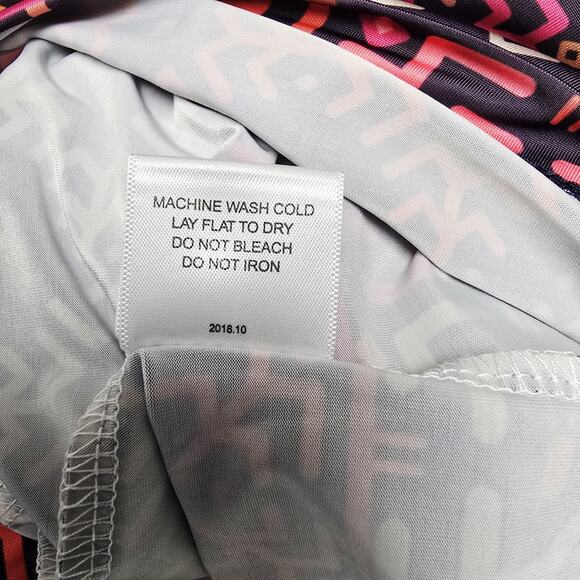 MACHINE WASH COLD
LAY FLAT TO DRY
DO NOT BLEACH
DO NOT IRON
2018.10